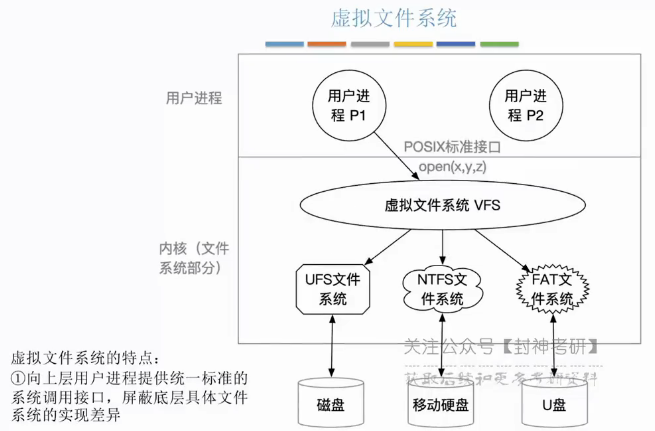 虚拟文件系统
用户进程
用户进
程 P1
用户进
程 P2
POSIX标准接口
open(x,y,z)
虚拟文件系统 VFS
内核（文件
系统部分）
UFS文件
系统
NTFS文
件系统
FAT文
件系统
关注公众号【封神考研】
获取后续和更多考研资料
虚拟文件系统的特点：
①向上层用户进程提供统一标准的
系统调用接口，屏蔽底层具体文件
系统的实现差异
磁盘
移动硬盘
U盘